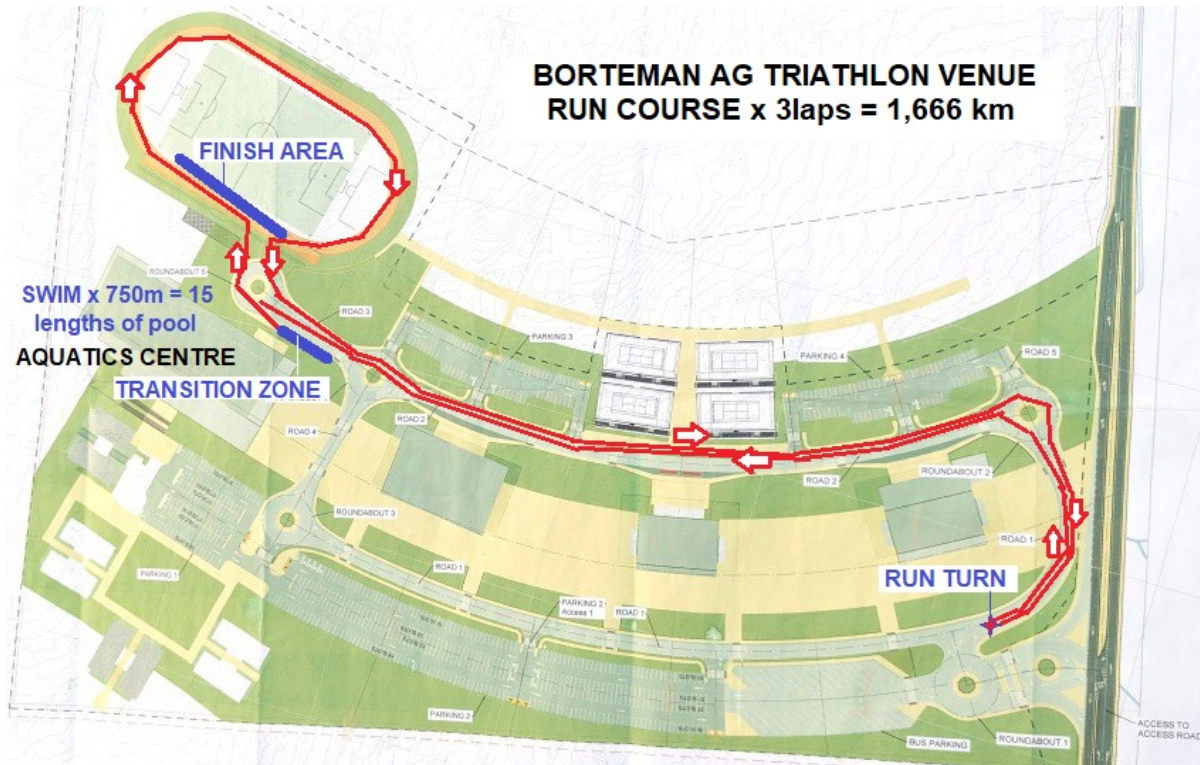 BORTEMAN AG TRIATHLON VENUE
RUN COURSE x 3laps = 1,666 km
FINISH AREA
ROUNDABOUT 5
SWIM x 750m = 15
lengths of pool
AQUATICS CENTRE
TRANSITION ZONE
ROAD 3
PARKING 3
PARKING 4
ROAD 5
ROAD 2
ROAD 4
ROUNDABOUT 2
ROAD 2
ROUNDABOUT 3
ROAD 1
PARKING 1
ROAD 1
RUN TURN
PARKING 2
Access 1
ROAD 1
PARKING 2
BUS PARKING
ROUNDABOUT 1
ACCESS TO
ACCESS ROAD